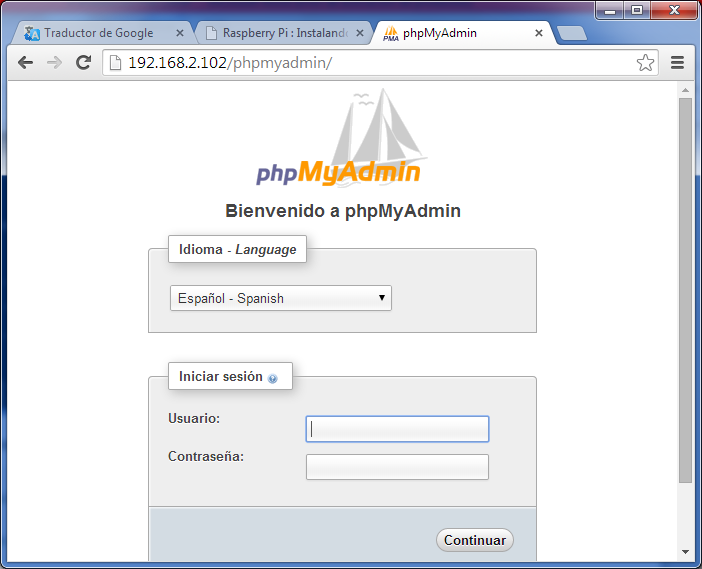 Traductor de Google
Raspberry Pi : Instaland
PMA
phpMyAdmin
192.168.2.102/phpmyadmin/
phpMyAdmin
Bienvenido a phpMyAdmin
Idioma - Language
Español - Spanish
Iniciar sesión
Usuario:
Contraseña:
Continuar